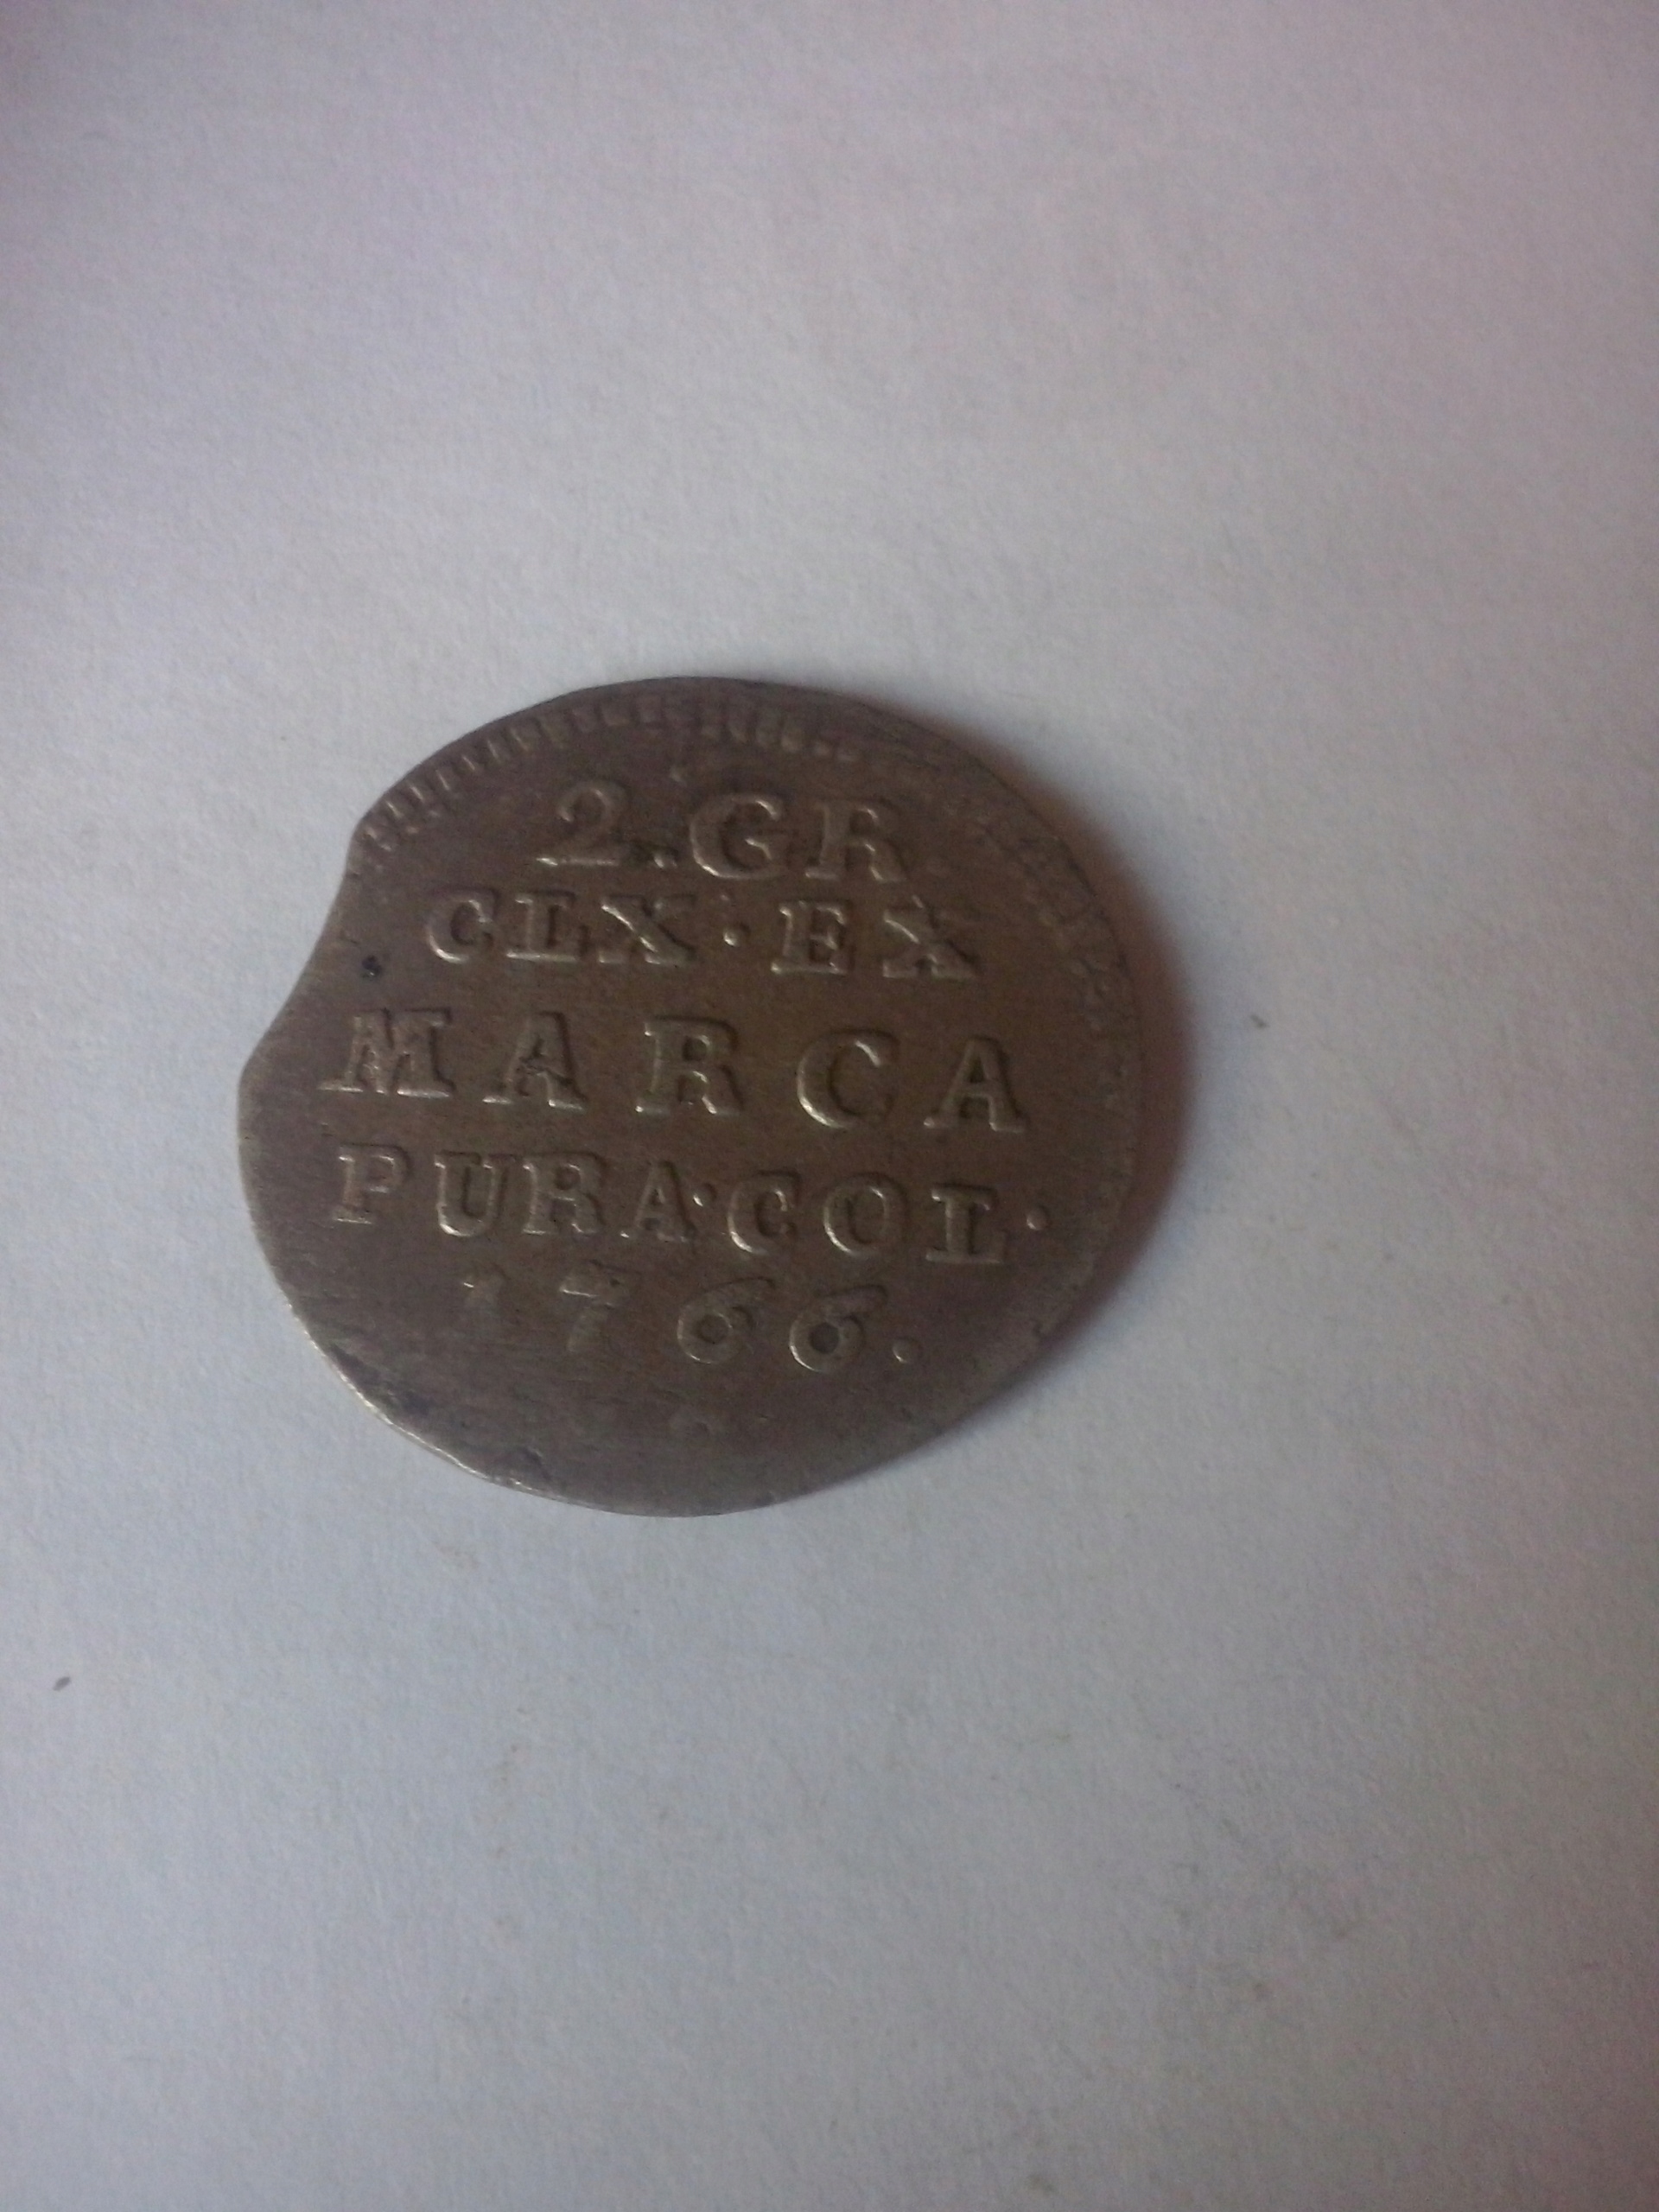 2.GR.
CLX·EX
MARCA
PURA·COL·
1766.